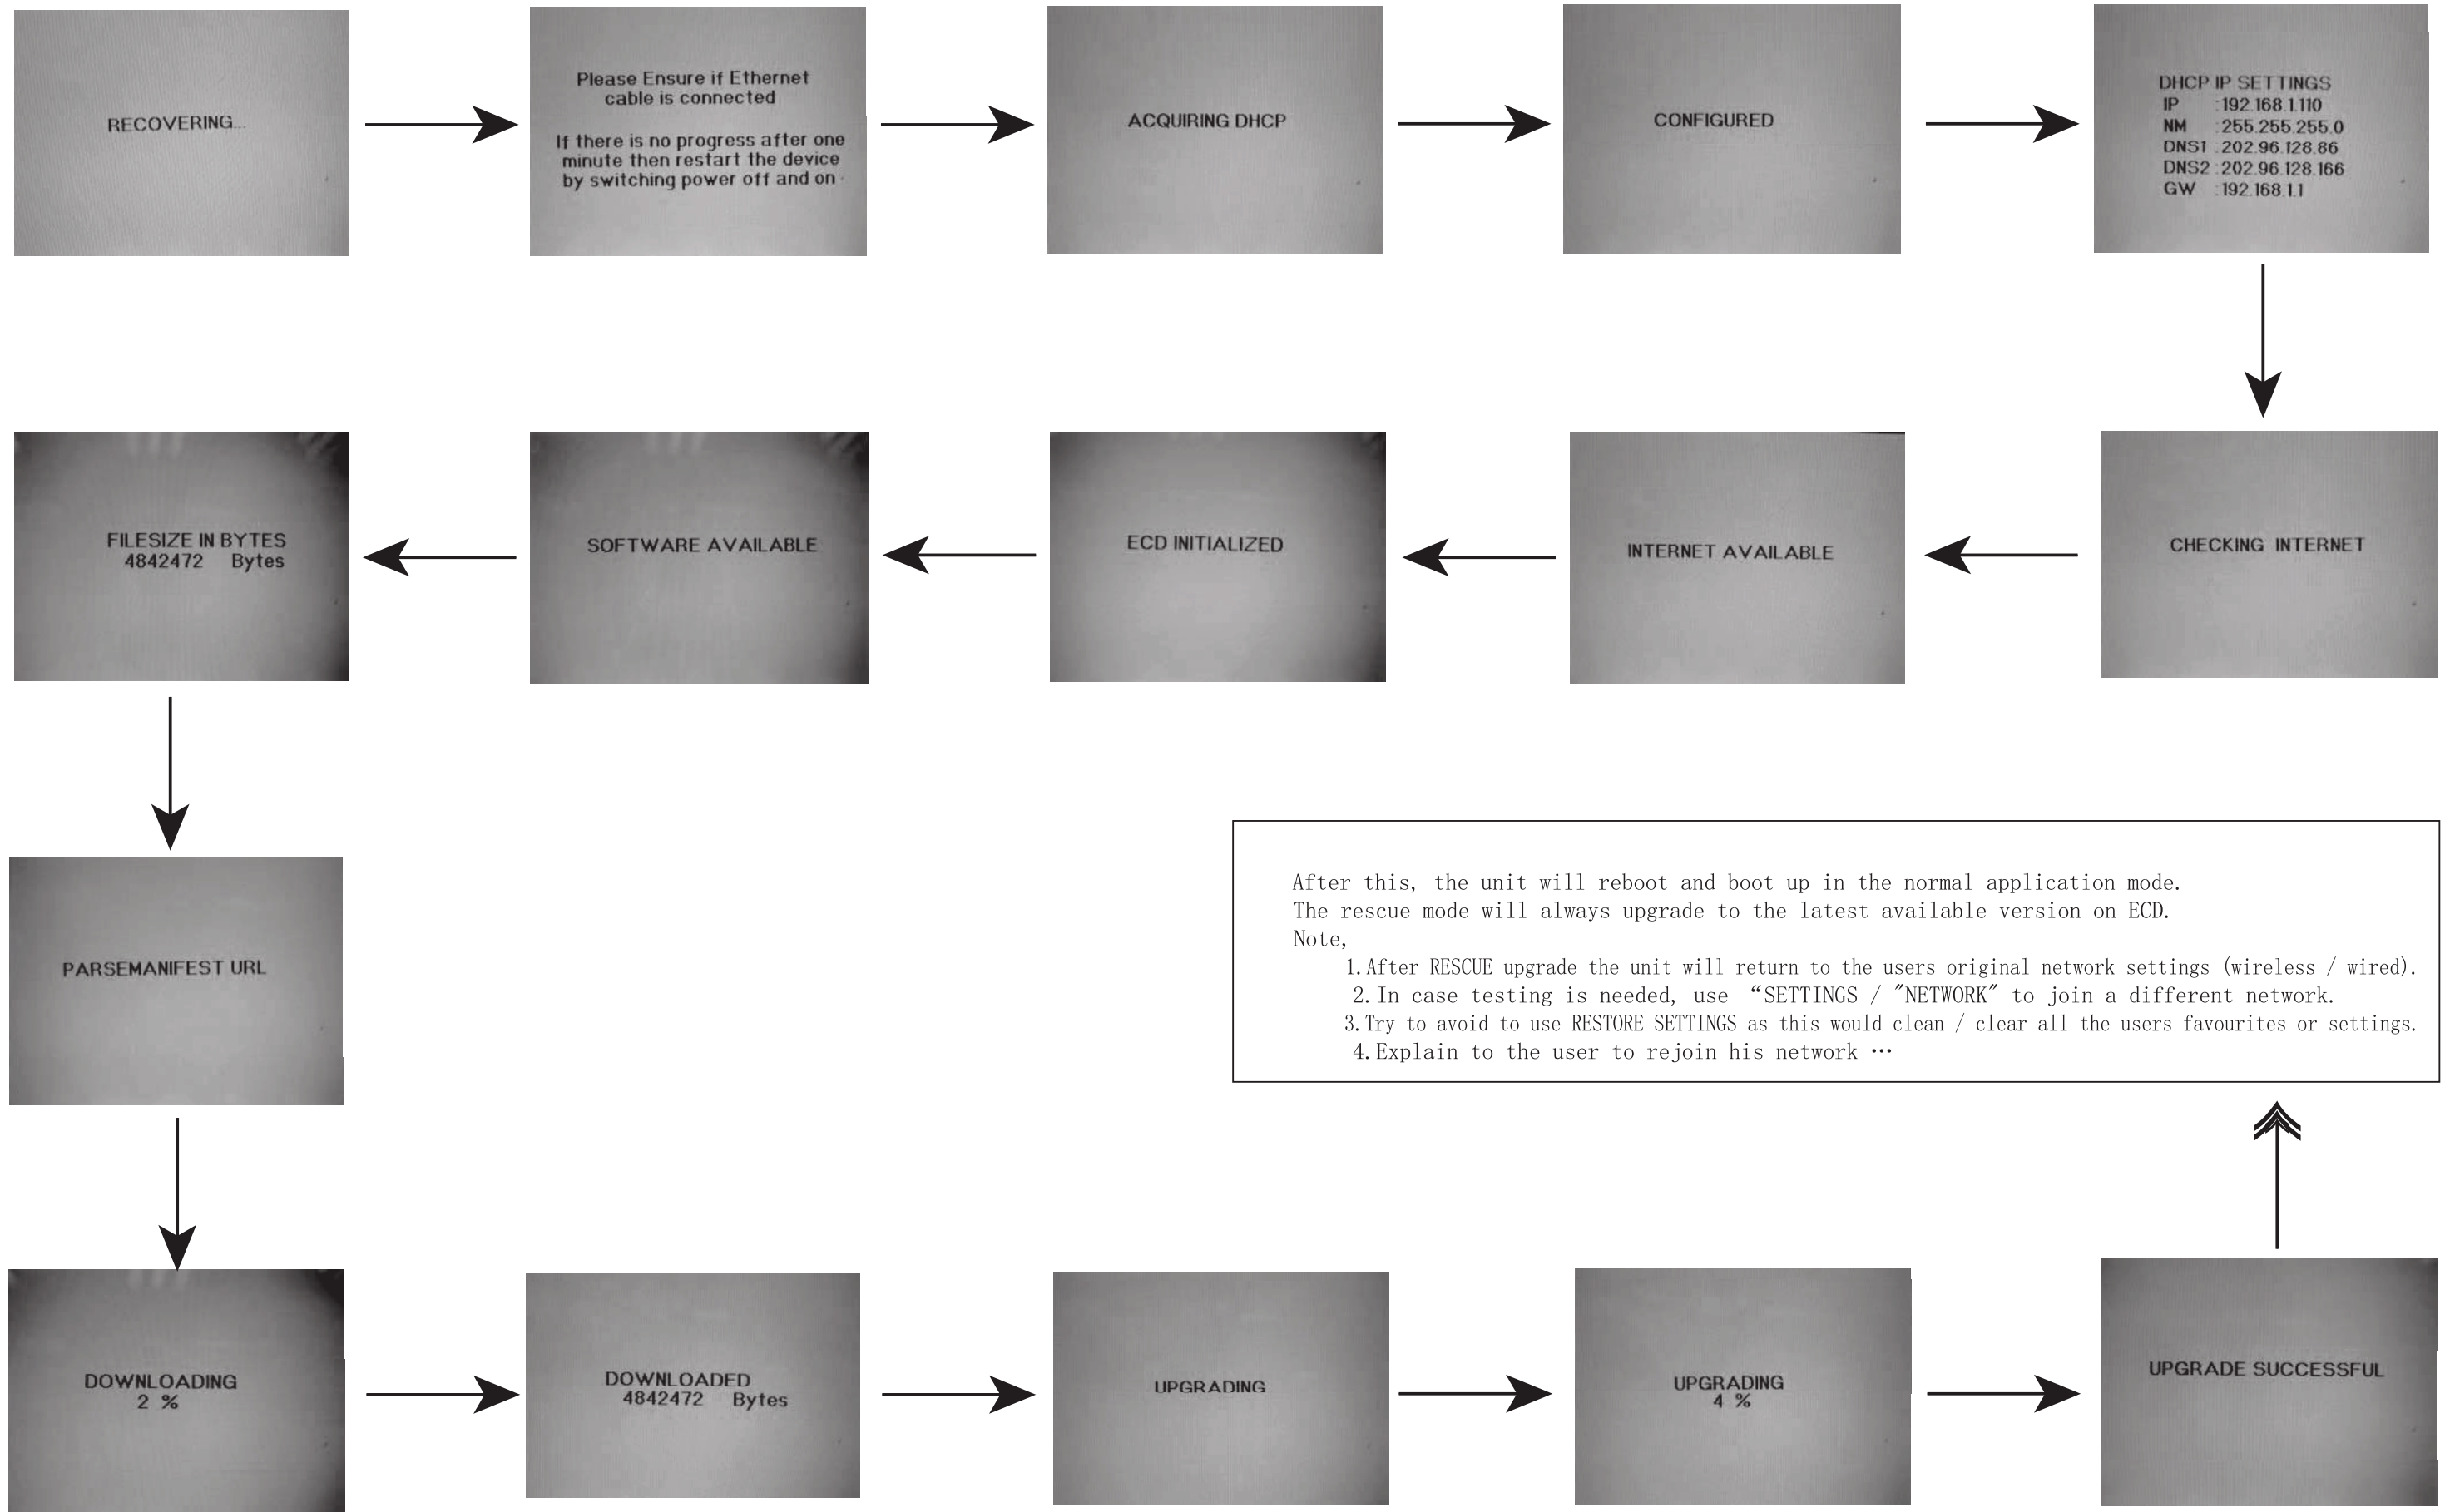 RECOVERING...
Please Ensure if Ethernet
cable is connected
If there is no progress after one
minute then restart the device
by switching power off and on
ACQUIRING DHCP
CONFIGURED
DHCP IP SETTINGS
IP :192.168.1.110
NM :255.255.255.0
DNS1 :202.96.128.86
DNS2 :202.96.128.166
GW :192.168.1.1
CHECKING INTERNET
INTERNET AVAILABLE
ECD INITIALIZED
SOFTWARE AVAILABLE
FILESIZE IN BYTES
4842472 Bytes
PARSEMANIFEST URL
DOWNLOADING
2 %
DOWNLOADED
4842472 Bytes
UPGRADING
UPGRADING
4 %
UPGRADE SUCCESSFUL
After this, the unit will reboot and boot up in the normal application mode.
The rescue mode will always upgrade to the latest available version on ECD.
Note,
1. After RESCUE-upgrade the unit will return to the users original network settings (wireless / wired).
2. In case testing is needed, use “SETTINGS / "NETWORK" to join a different network.
3. Try to avoid to use RESTORE SETTINGS as this would clean / clear all the users favourites or settings.
4. Explain to the user to rejoin his network …